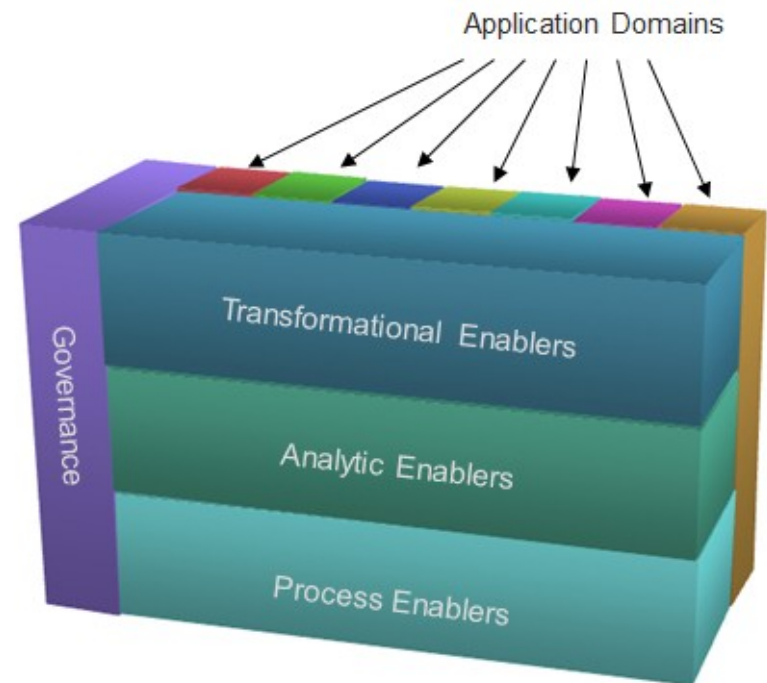 Application Domains
Governance
Transformational Enablers
Analytic Enablers
Process Enablers